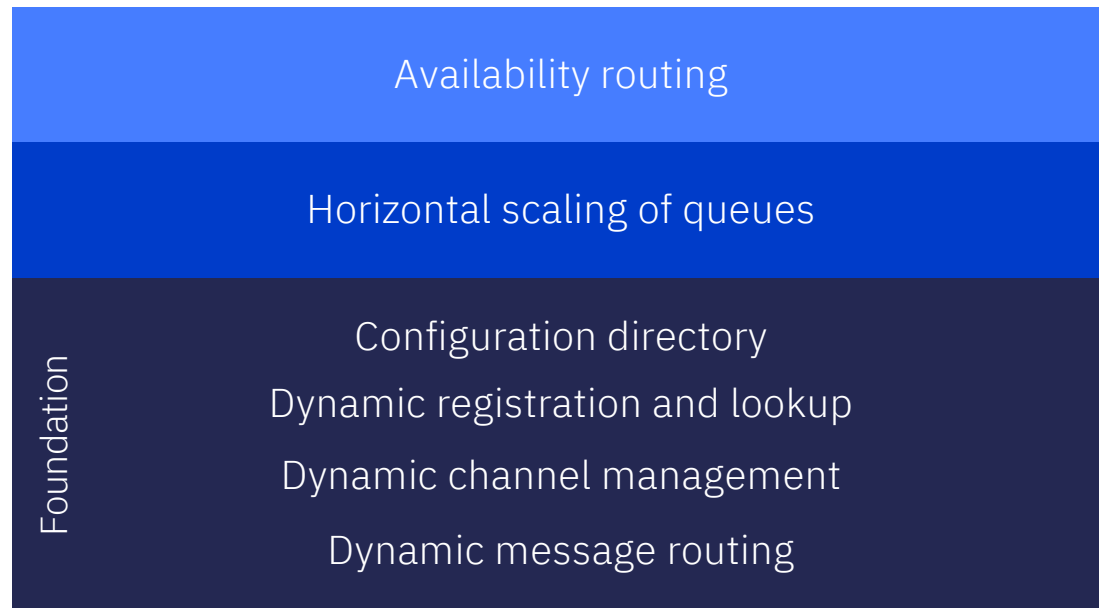 Availability routing
Horizontal scaling of queues
Foundation
Configuration directory
Dynamic registration and lookup
Dynamic channel management
Dynamic message routing